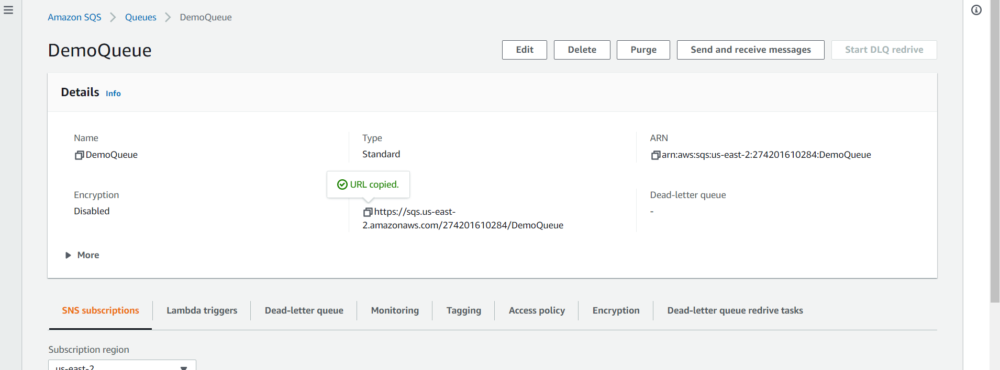 Amazon SQS > Queues > DemoQueue
DemoQueue
Edit
Delete
Purge
Send and receive messages
Start DLQ redrive
Details Info
Name
DemoQueue
Type
Standard
ARN
arn:aws:sqs:us-east-2:274201610284:DemoQueue
Encryption
Disabled
URL copied.
https://sqs.us-east-
2.amazonaws.com/274201610284/DemoQueue
Dead-letter queue
-
More
SNS subscriptions
Lambda triggers
Dead-letter queue
Monitoring
Tagging
Access policy
Encryption
Dead-letter queue redrive tasks
Subscription region
us-east-2